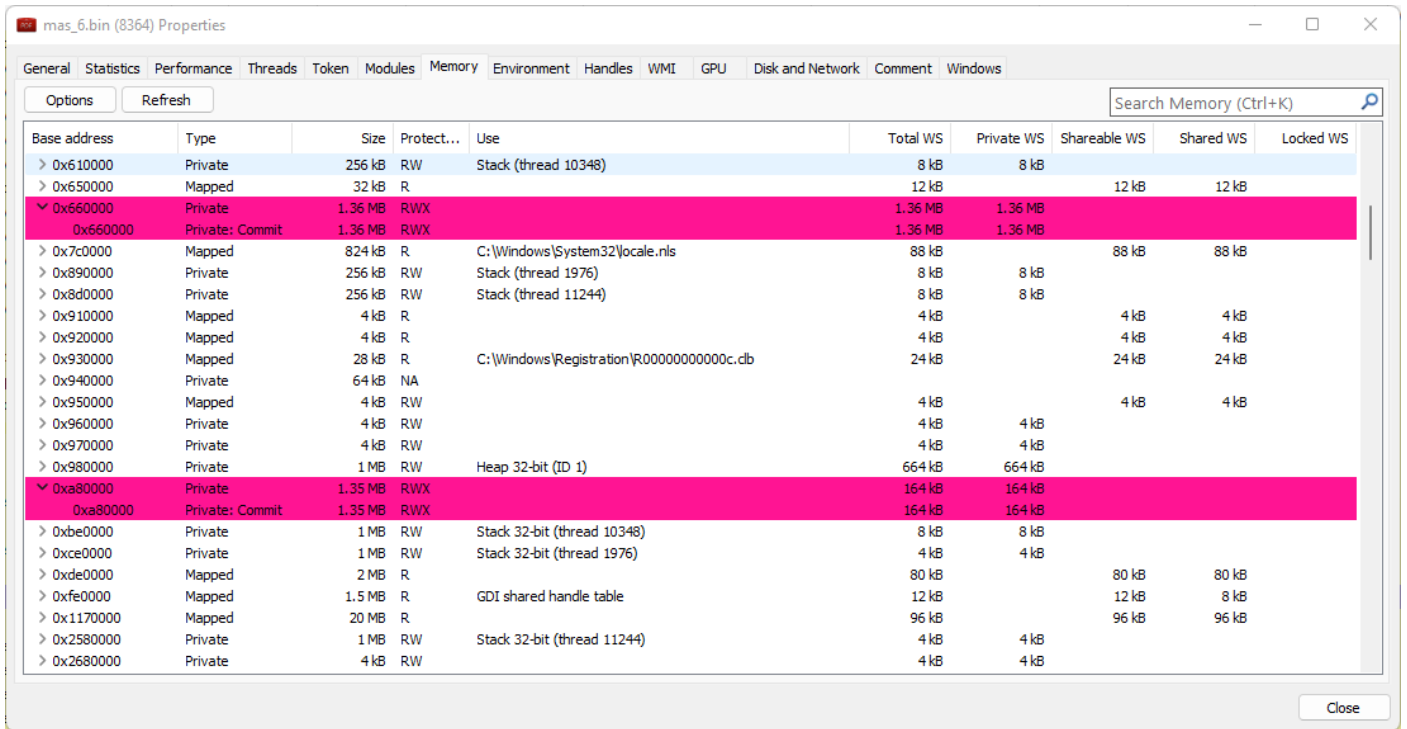 mas_6.bin (8364) Properties
General Statistics Performance Threads Token Modules Memory Environment Handles WMI GPU Disk and Network Comment Windows
Options Refresh Search Memory (Ctrl+K)
Base address Type Size Protect... Use Total WS Private WS Shareable WS Shared WS Locked WS
0x610000 Private 256 kB RW Stack (thread 10348) 8 kB 8 kB
0x650000 Mapped 32 kB R 12 kB 12 kB 12 kB
0x660000 Private 1.36 MB RWX 1.36 MB 1.36 MB
0x660000 Private: Commit 1.36 MB RWX 1.36 MB 1.36 MB
0x7c0000 Mapped 824 kB R C:\Windows\System32\locale.nls 88 kB 88 kB 88 kB
0x890000 Private 256 kB RW Stack (thread 1976) 8 kB 8 kB
0x8d0000 Private 256 kB RW Stack (thread 11244) 8 kB 8 kB
0x910000 Mapped 4 kB R 4 kB 4 kB 4 kB
0x920000 Mapped 4 kB R 4 kB 4 kB 4 kB
0x930000 Mapped 28 kB R C:\Windows\Registration\R00000000000c.clb 24 kB 24 kB 24 kB
0x940000 Private 64 kB NA
0x950000 Mapped 4 kB RW 4 kB 4 kB 4 kB
0x960000 Private 4 kB RW 4 kB 4 kB
0x970000 Private 4 kB RW 4 kB 4 kB
0x980000 Private 1 MB RW Heap 32-bit (ID 1) 664 kB 664 kB
0xa80000 Private 1.35 MB RWX 164 kB 164 kB
0xa80000 Private: Commit 1.35 MB RWX 164 kB 164 kB
0xbe0000 Private 1 MB RW Stack 32-bit (thread 10348) 8 kB 8 kB
0xce0000 Private 1 MB RW Stack 32-bit (thread 1976) 4 kB 4 kB
0xde0000 Mapped 2 MB R 80 kB 80 kB 80 kB
0xfe0000 Mapped 1.5 MB R GDI shared handle table 12 kB 12 kB 8 kB
0x1170000 Mapped 20 MB R 96 kB 96 kB 96 kB
0x2580000 Private 1 MB RW Stack 32-bit (thread 11244) 4 kB 4 kB
0x2680000 Private 4 kB RW 4 kB 4 kB
Close